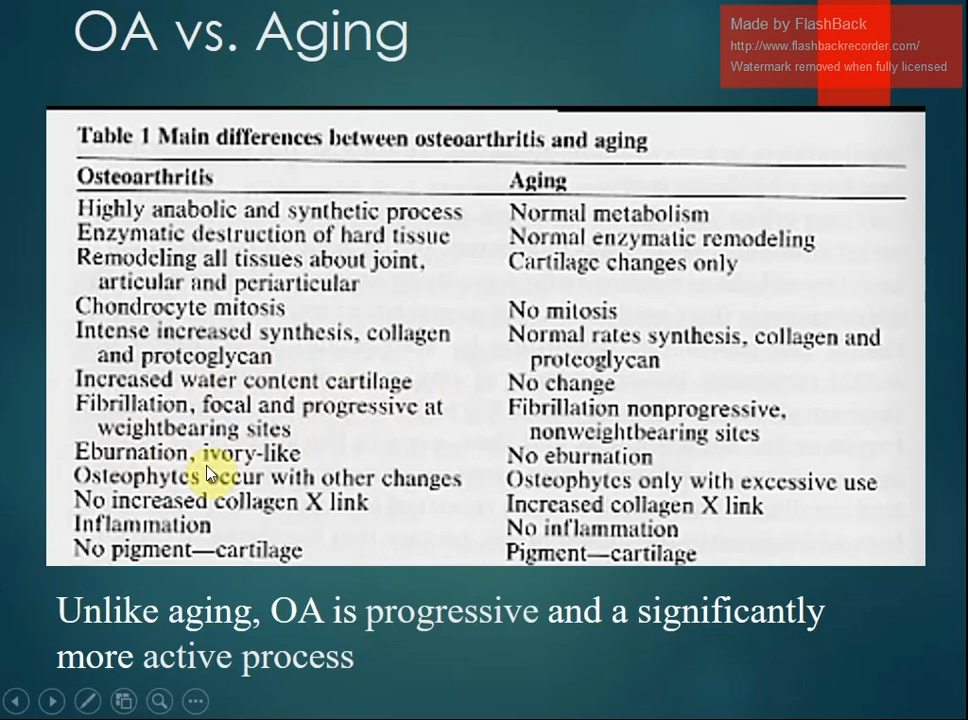 OA vs. Aging
Made by FlashBack
http://www.flashbackrecorder.com/
Watermark removed when fully licensed
Table 1 Main differences between osteoarthritis and aging
Osteoarthritis Aging
Highly anabolic and synthetic process Normal metabolism
Enzymatic destruction of hard tissue Normal enzymatic remodeling
Remodeling all tissues about joint, Cartilage changes only
articular and periarticular
Chondrocyte mitosis No mitosis
Intense increased synthesis, collagen Normal rates synthesis, collagen and
and proteoglycan proteoglycan
Increased water content cartilage No change
Fibrillation, focal and progressive at Fibrillation nonprogressive,
weightbearing sites nonweightbearing sites
Eburnation, ivory-like No eburnation
Osteophytes occur with other changes Osteophytes only with excessive use
No increased collagen X link Increased collagen X link
Inflammation No inflammation
No pigment—cartilage Pigment—cartilage
Unlike aging, OA is progressive and a significantly
more active process